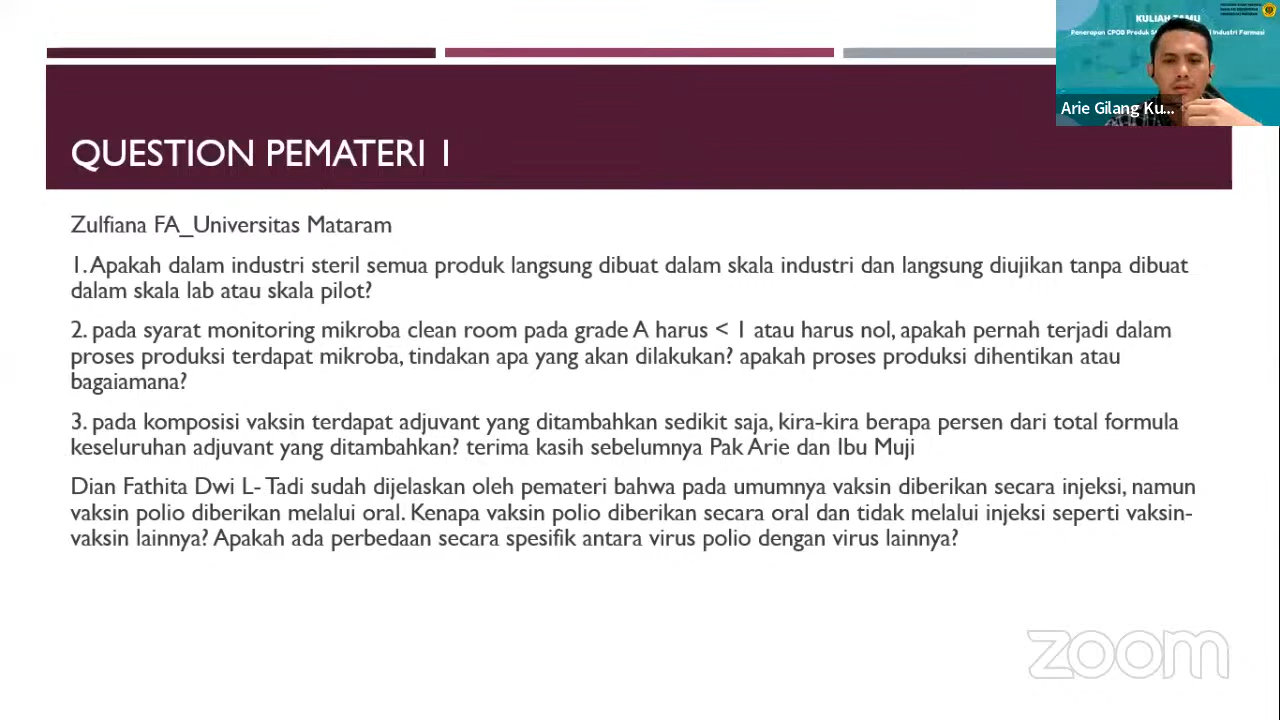 KULIAH TAMU
Penerapan CPOB Produk S
Industri Farmasi
Arie Gilang Ku...
QUESTION PEMATERI 1
Zulfiana FA_Universitas Mataram
1. Apakah dalam industri steril semua produk langsung dibuat dalam skala industri dan langsung diujikan tanpa dibuat
dalam skala lab atau skala pilot?
2. pada syarat monitoring mikroba clean room pada grade A harus < 1 atau harus nol, apakah pernah terjadi dalam
proses produksi terdapat mikroba, tindakan apa yang akan dilakukan? apakah proses produksi dihentikan atau
bagaiamana?
3. pada komposisi vaksin terdapat adjuvant yang ditambahkan sedikit saja, kira-kira berapa persen dari total formula
keseluruhan adjuvant yang ditambahkan? terima kasih sebelumnya Pak Arie dan Ibu Muji
Dian Fathita Dwi L- Tadi sudah dijelaskan oleh pemateri bahwa pada umumnya vaksin diberikan secara injeksi, namun
vaksin polio diberikan melalui oral. Kenapa vaksin polio diberikan secara oral dan tidak melalui injeksi seperti vaksin-
vaksin lainnya? Apakah ada perbedaan secara spesifik antara virus polio dengan virus lainnya?
zoom